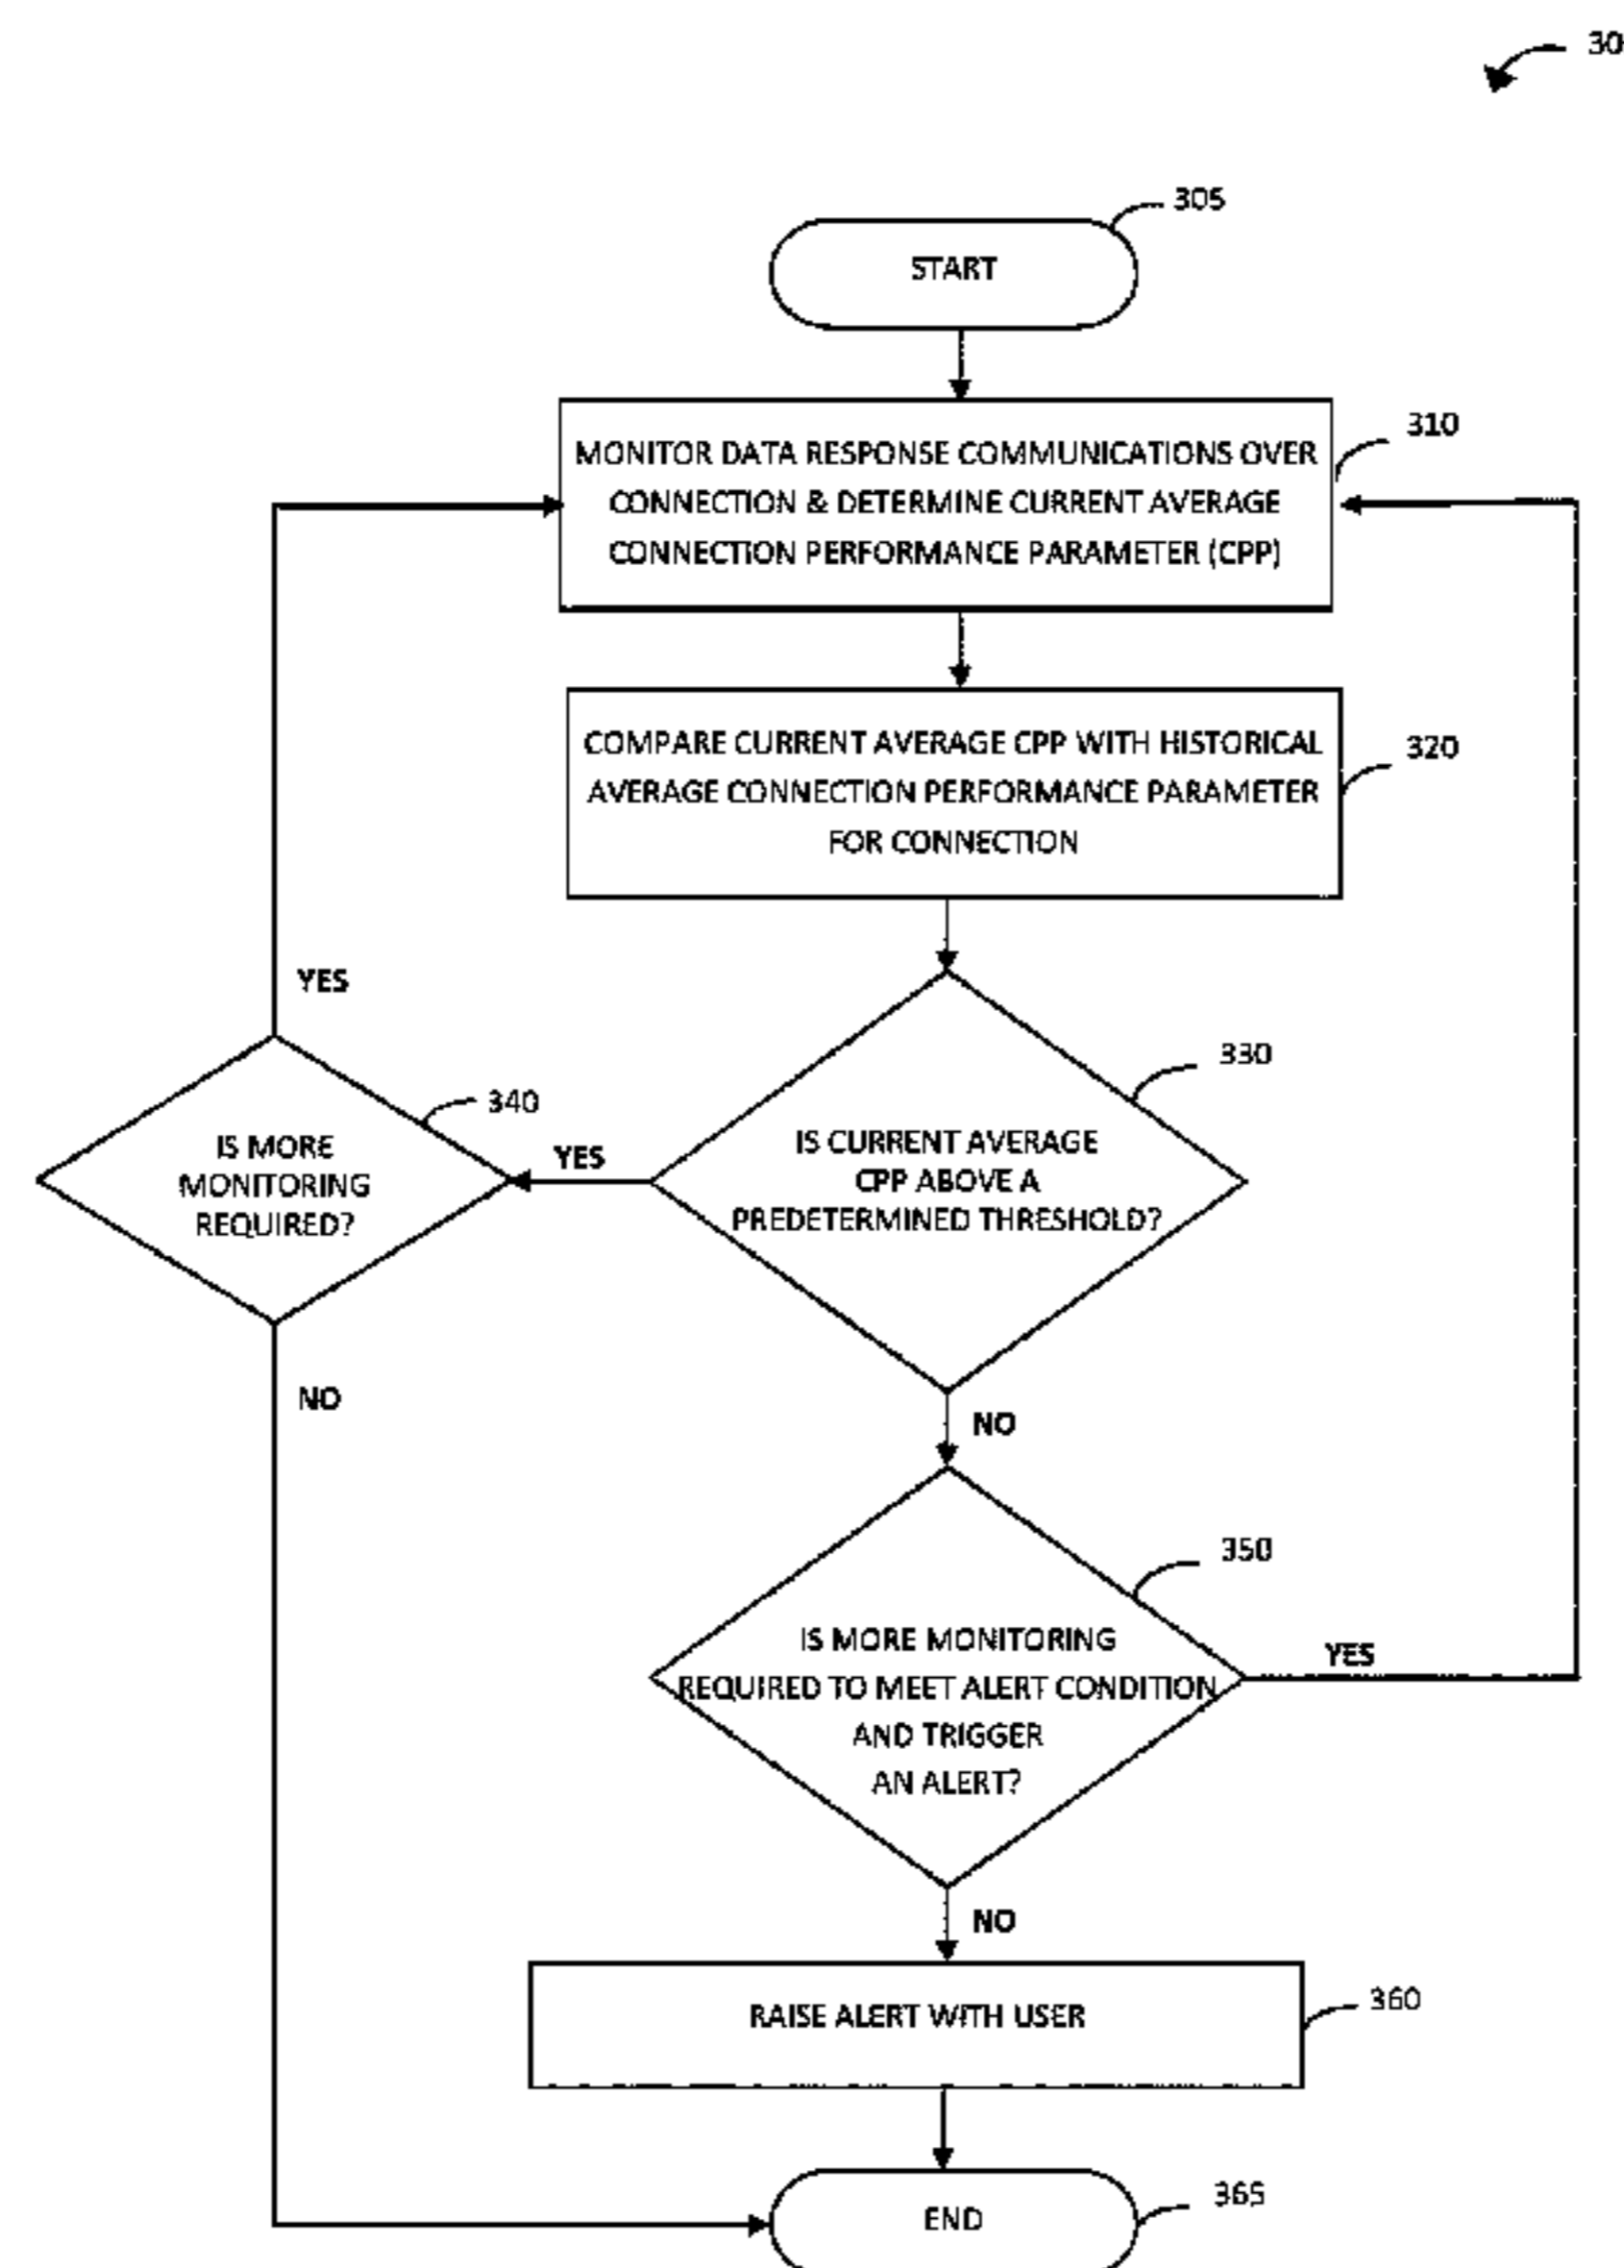 30
305
START
310
MONITOR DATA RESPONSE COMMUNICATIONS OVER
CONNECTION & DETERMINE CURRENT AVERAGE
CONNECTION PERFORMANCE PARAMETER (CPP)
320
COMPARE CURRENT AVERAGE CPP WITH HISTORICAL
AVERAGE CONNECTION PERFORMANCE PARAMETER
FOR CONNECTION
YES
330
340
IS MORE
MONITORING
REQUIRED?
YES
IS CURRENT AVERAGE
CPP ABOVE A
PREDETERMINED THRESHOLD?
NO
NO
350
IS MORE MONITORING
REQUIRED TO MEET ALERT CONDITION
AND TRIGGER
AN ALERT?
YES
NO
RAISE ALERT WITH USER
360
END
365